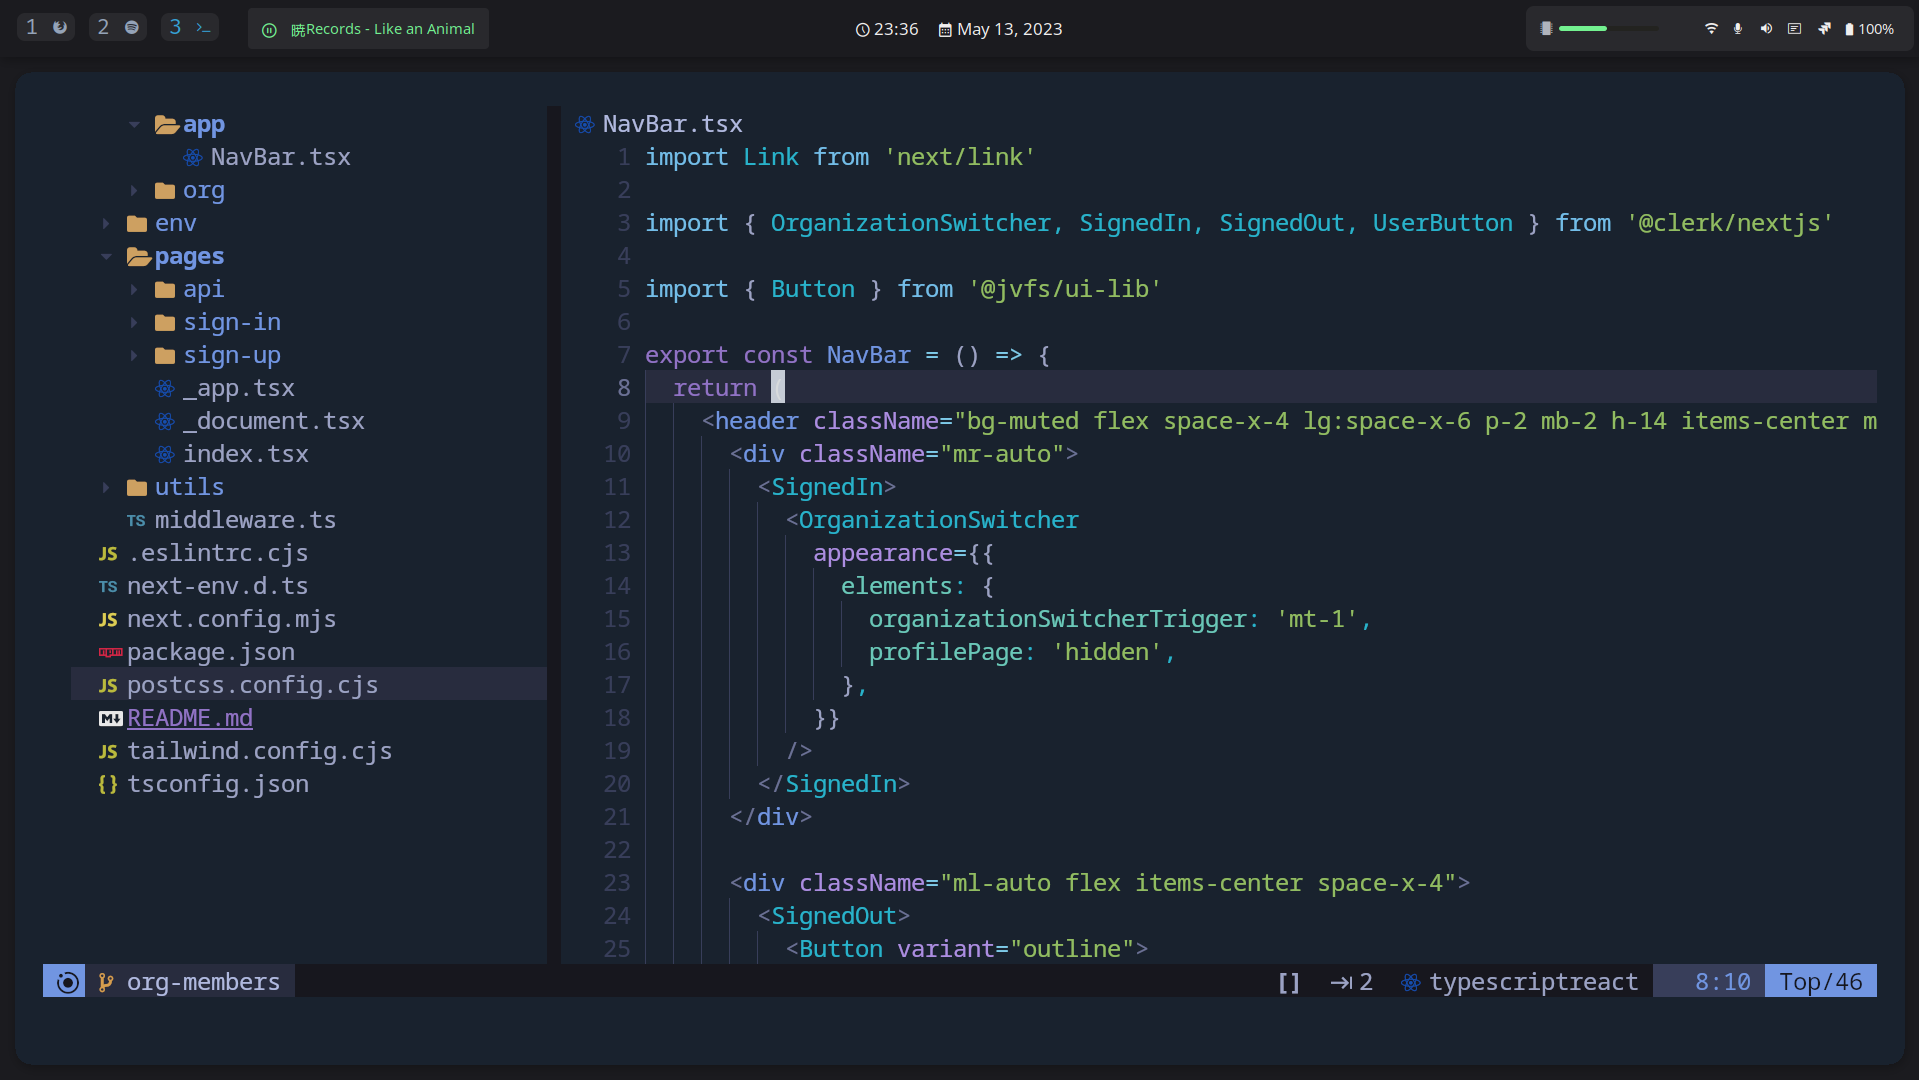 1 2 3 暁Records - Like an Animal 23:36 May 13, 2023 100%
app
NavBar.tsx
org
env
pages
api
sign-in
sign-up
_app.tsx
_document.tsx
index.tsx
utils
TS middleware.ts
JS .eslintrc.cjs
TS next-env.d.ts
JS next.config.mjs
package.json
JS postcss.config.cjs
README.md
JS tailwind.config.cjs
{} tsconfig.json
NavBar.tsx
1 import Link from 'next/link'
2
3 import { OrganizationSwitcher, SignedIn, SignedOut, UserButton } from '@clerk/nextjs'
4
5 import { Button } from '@jvfs/ui-lib'
6
7 export const NavBar = () => {
8 return (
9 <header className="bg-muted flex space-x-4 lg:space-x-6 p-2 mb-2 h-14 items-center m
10 <div className="mr-auto">
11 <SignedIn>
12 <OrganizationSwitcher
13 appearance={{
14 elements: {
15 organizationSwitcherTrigger: 'mt-1',
16 profilePage: 'hidden',
17 },
18 }}
19 />
20 </SignedIn>
21 </div>
22
23 <div className="ml-auto flex items-center space-x-4">
24 <SignedOut>
25 <Button variant="outline">
org-members [] 2 typescriptreact 8:10 Top/46